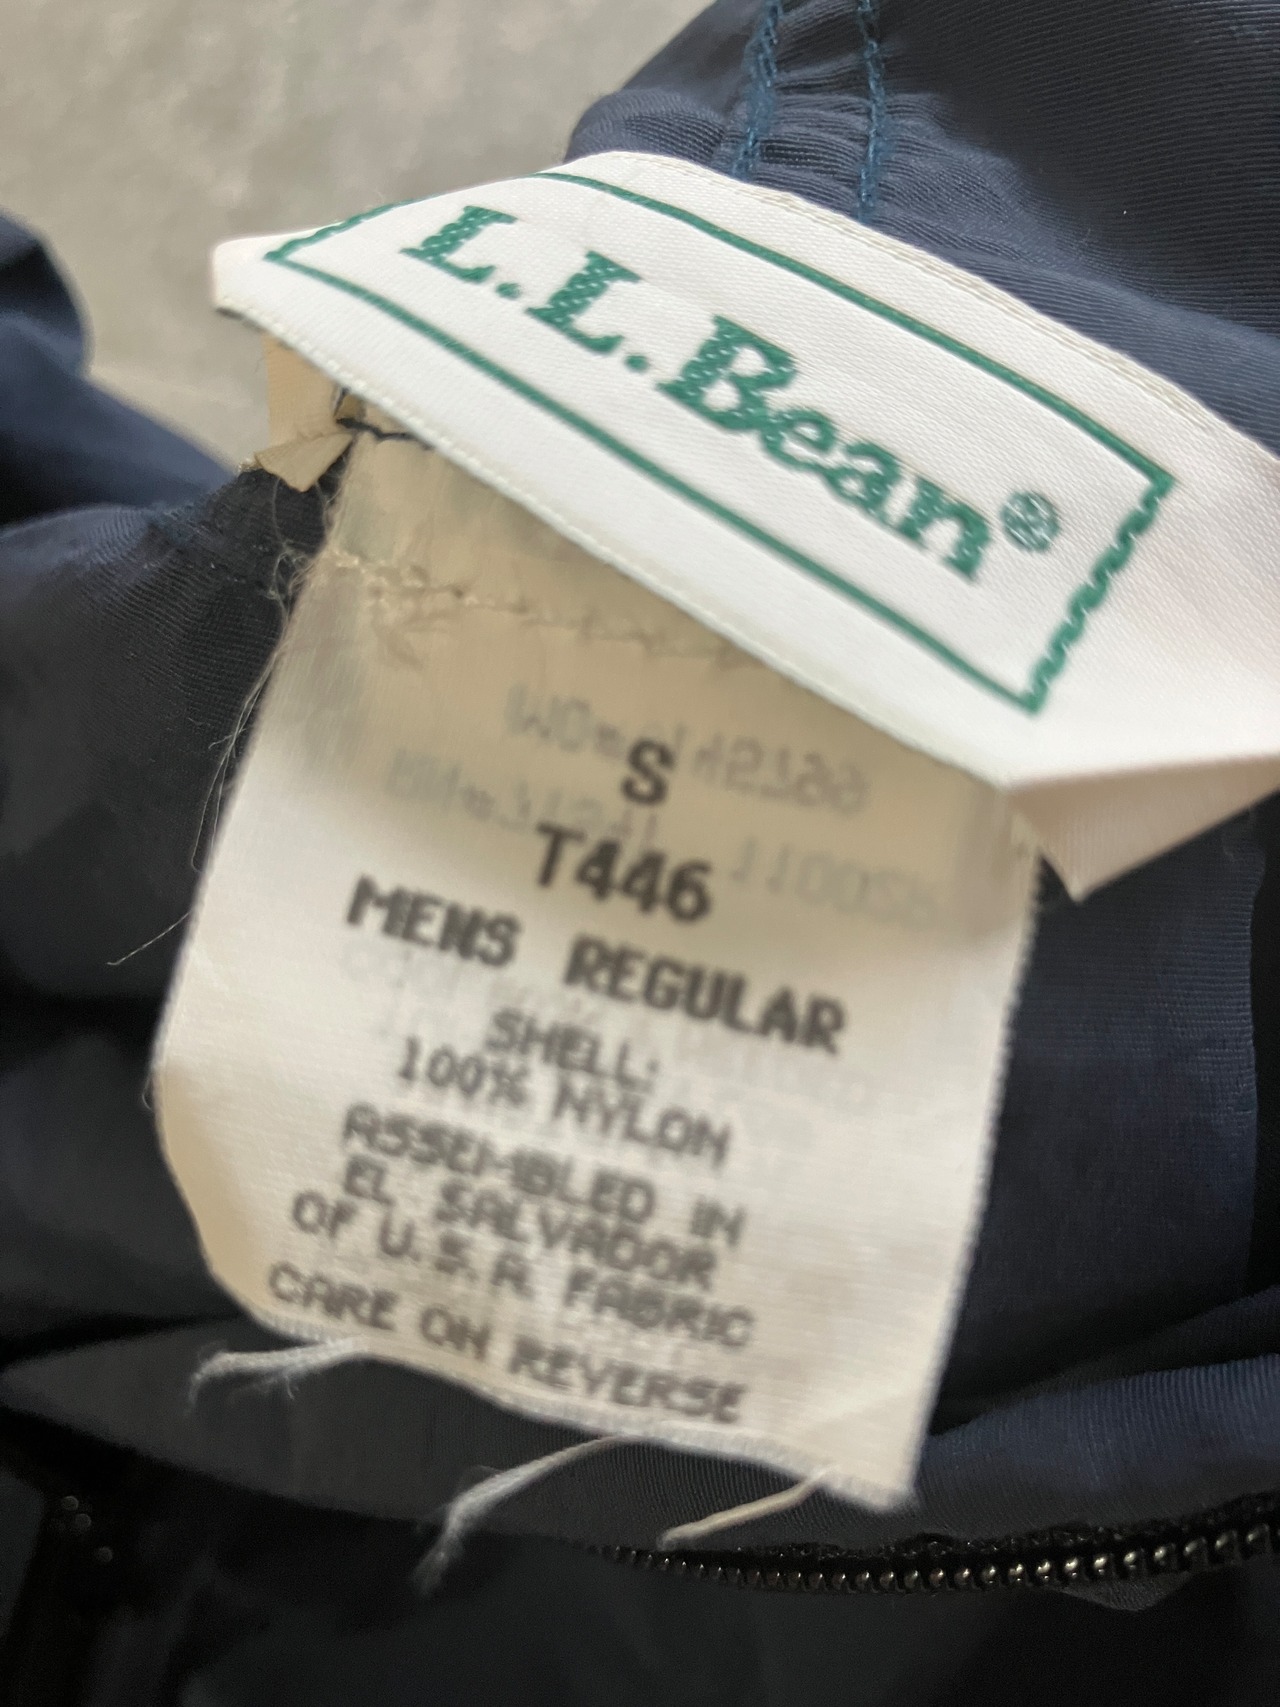 L.L.Bean®
S
T446
MENS REGULAR
SHELL:
100% NYLON
ASSEMBLED IN
EL SALVADOR
OF U.S.A FABRIC
CARE ON REVERSE